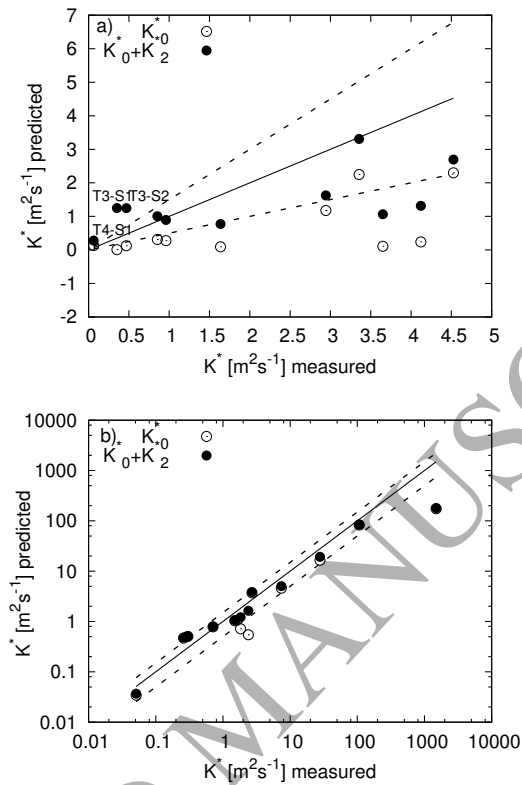 a) K*0
K*0+K*2
7
6
5
4
3
2
1
0
-1
-2
T3-S1 T3-S2
T4-S1
K* [m2s-1] predicted
0 0.5 1 1.5 2 2.5 3 3.5 4 4.5 5
K* [m2s-1] measured
b) K*0
K*0+K*2
10000
1000
100
10
1
0.1
0.01
K* [m2s-1] predicted
0.01 0.1 1 10 100 1000 10000
K* [m2s-1] measured
MANUSC